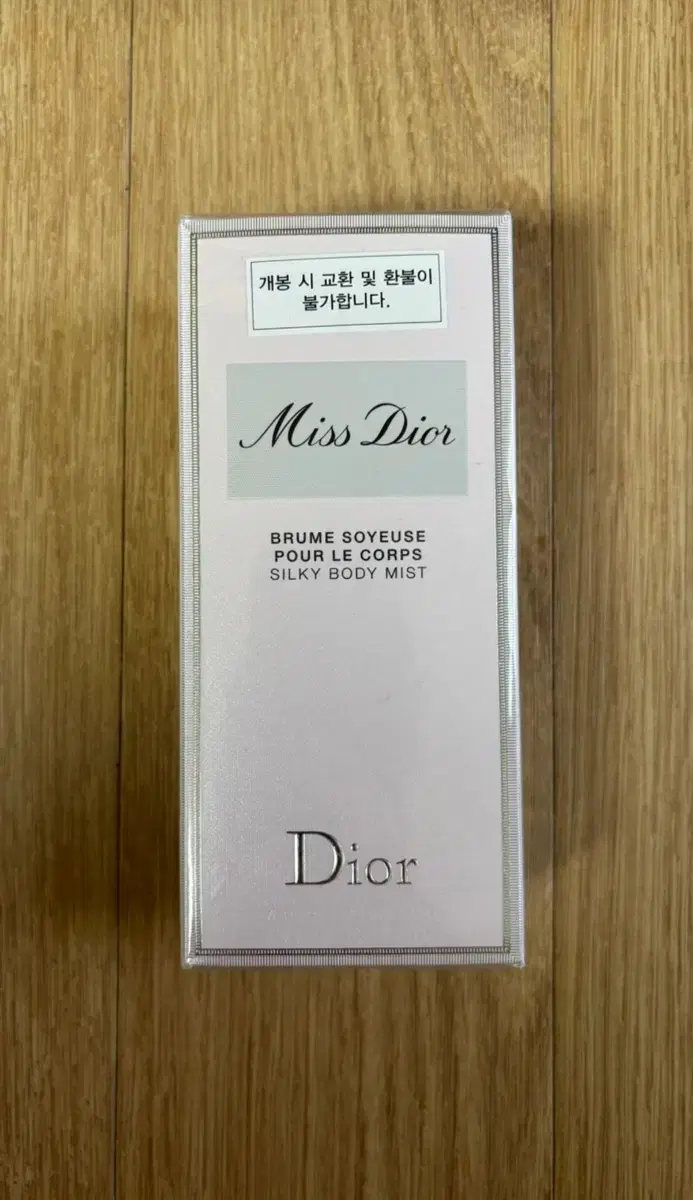 개봉 시 교환 및 환불이
불가합니다.
Miss Dior
BRUME SOYEUSE
POUR LE CORPS
SILKY BODY MIST
Dior